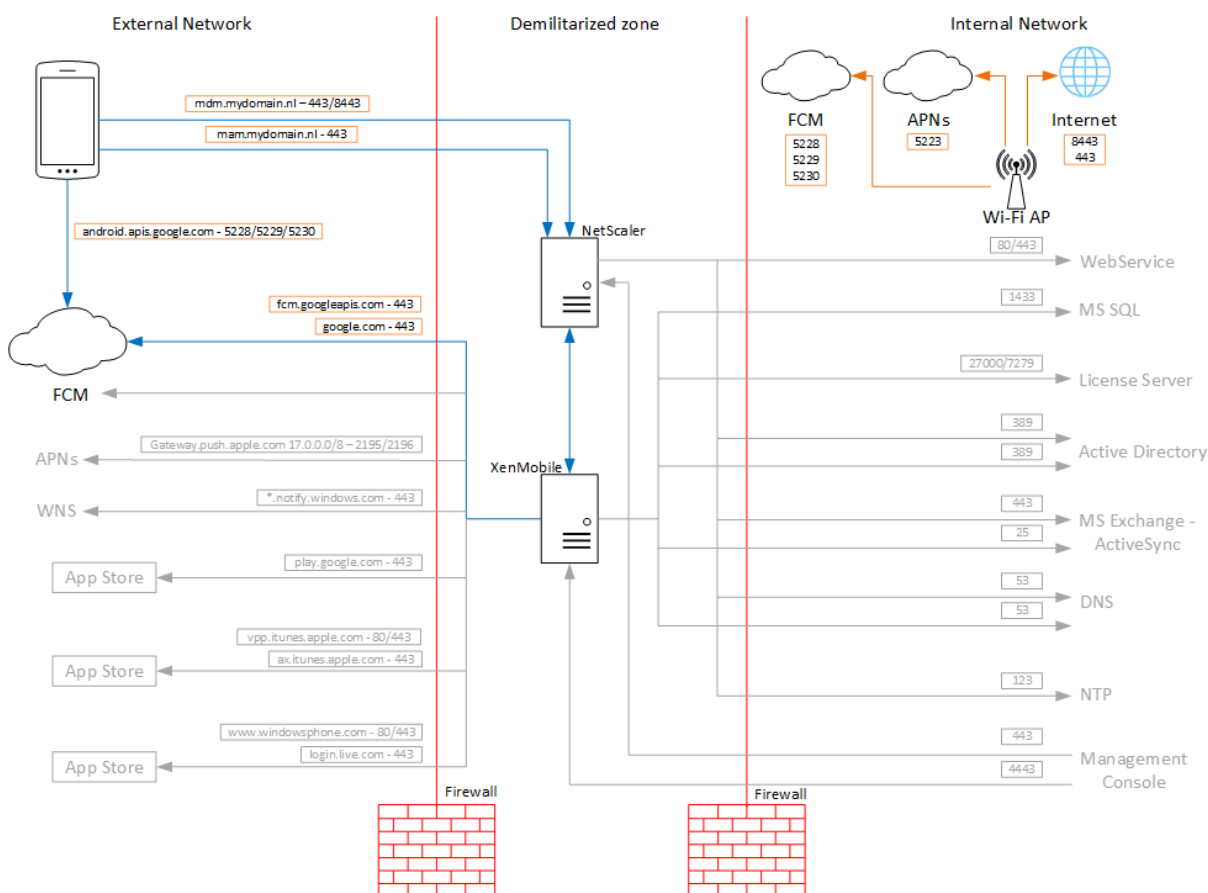 External Network
Demilitarized zone
Internal Network
mdm.mydomain.nl – 443/8443
mam.mydomain.nl - 443
FCM
5228
5229
5230
APNs
5223
Internet
8443
443
Wi-Fi AP
android.apis.google.com - 5228/5229/5230
NetScaler
80/443
WebService
fcm.googleapis.com - 443
google.com - 443
1433
MS SQL
FCM
27000/7279
License Server
Gateway.push.apple.com 17.0.0.0/8 – 2195/2196
APNs
389
389
Active Directory
XenMobile
*.notify.windows.com - 443
WNS
443
25
MS Exchange -
ActiveSync
play.google.com - 443
App Store
53
53
DNS
vpp.itunes.apple.com - 80/443
ax.itunes.apple.com - 443
App Store
123
NTP
www.windowsphone.com - 80/443
login.live.com - 443
App Store
443
4443
Management
Console
Firewall
Firewall